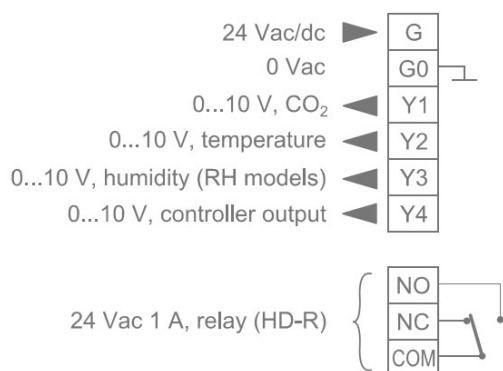 24 Vac/dc G
0 Vac G0
0...10 V, CO₂ Y1
0...10 V, temperature Y2
0...10 V, humidity (RH models) Y3
0...10 V, controller output Y4
NO
24 Vac 1 A, relay (HD-R) NC
COM